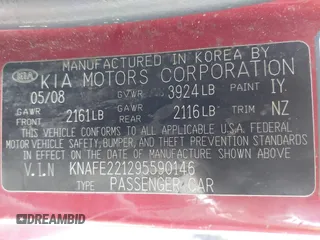 MANUFACTURED IN KOREA BY
KIA KIA MOTORS CORPORATION
05/08 GVWR 3924LB PAINT IY
GAWR FRONT 2161LB GAWR REAR 2116LB TRIM NZ
THIS VEHICLE CONFORMS TO ALL APPLICABLE U.S.A. FEDERAL
MOTOR VEHICLE SAFETY, BUMPER, AND THEFT PREVENTION
STANDARDS IN EFFECT ON THE DATE OF MANUFACTURE
SHOWN ABOVE.
V.I.N KNAFE221295590146
TYPE PASSENGER CAR
DREAMBID